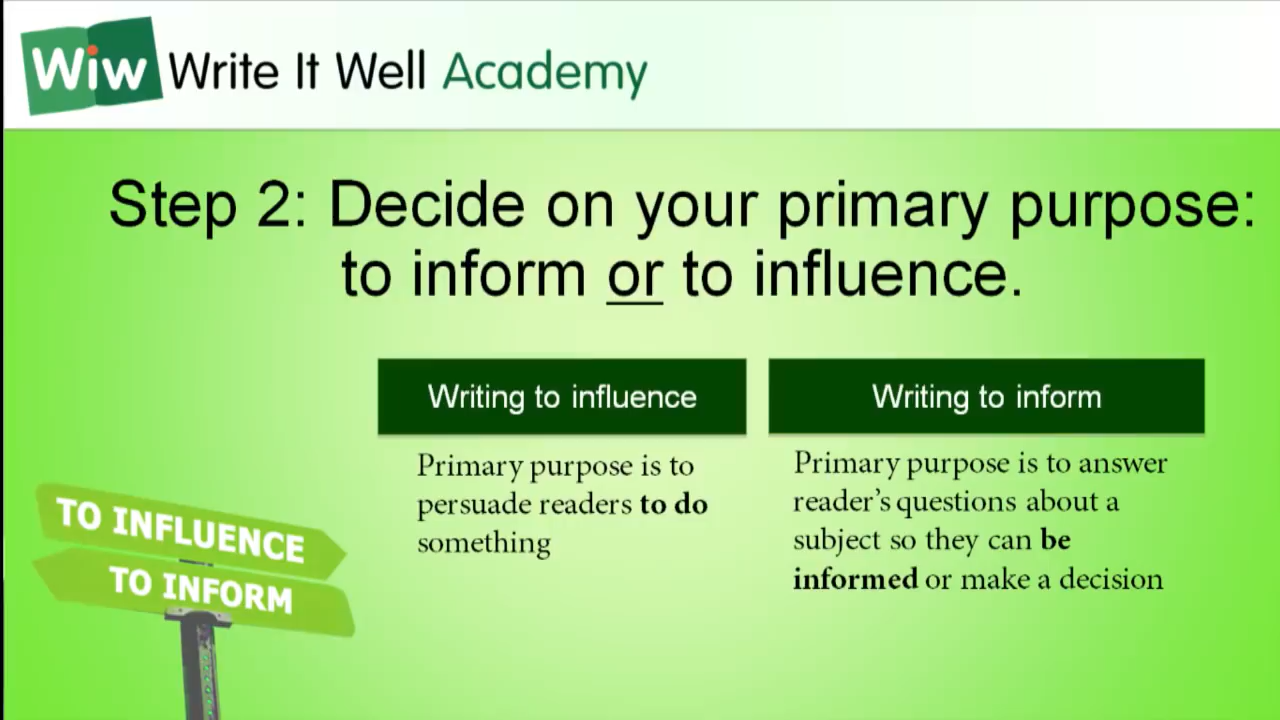 Wiw Write It Well Academy
Step 2: Decide on your primary purpose:
to inform or to influence.
Writing to influence
Primary purpose is to
persuade readers to do
something
Writing to inform
Primary purpose is to answer
reader's questions about a
subject so they can be
informed or make a decision
TO INFLUENCE
TO INFORM